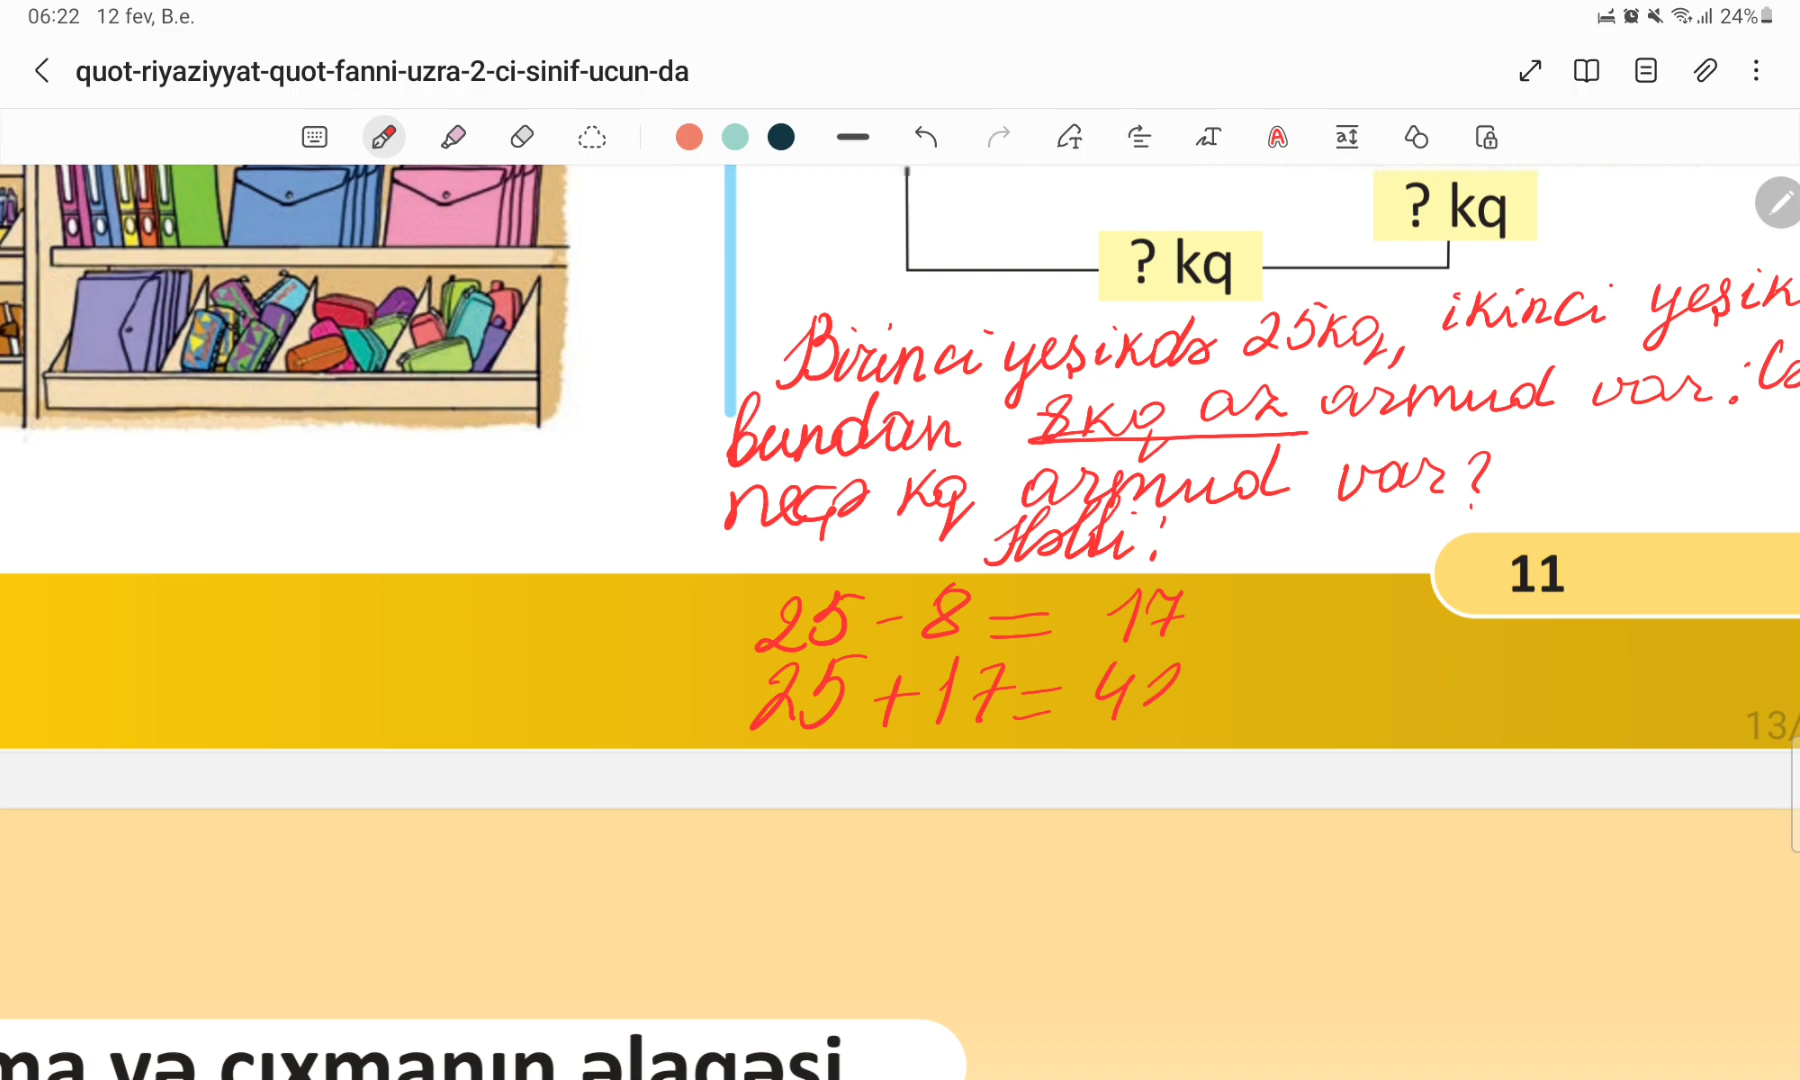 06:22 12 fev, B.e.
24%
quot-riyaziyyat-quot-fanni-uzra-2-ci-sinif-ucun-da
? kq
? kq
Birinci yeşikdə 25kq, ikinci yeşik
bundan 8kq az armud var. Cə
neçə kq armud var?
Həlli:
11
25 - 8 = 17
25 + 17 = 42
13/
ma və çıxmanın əlaqəsi